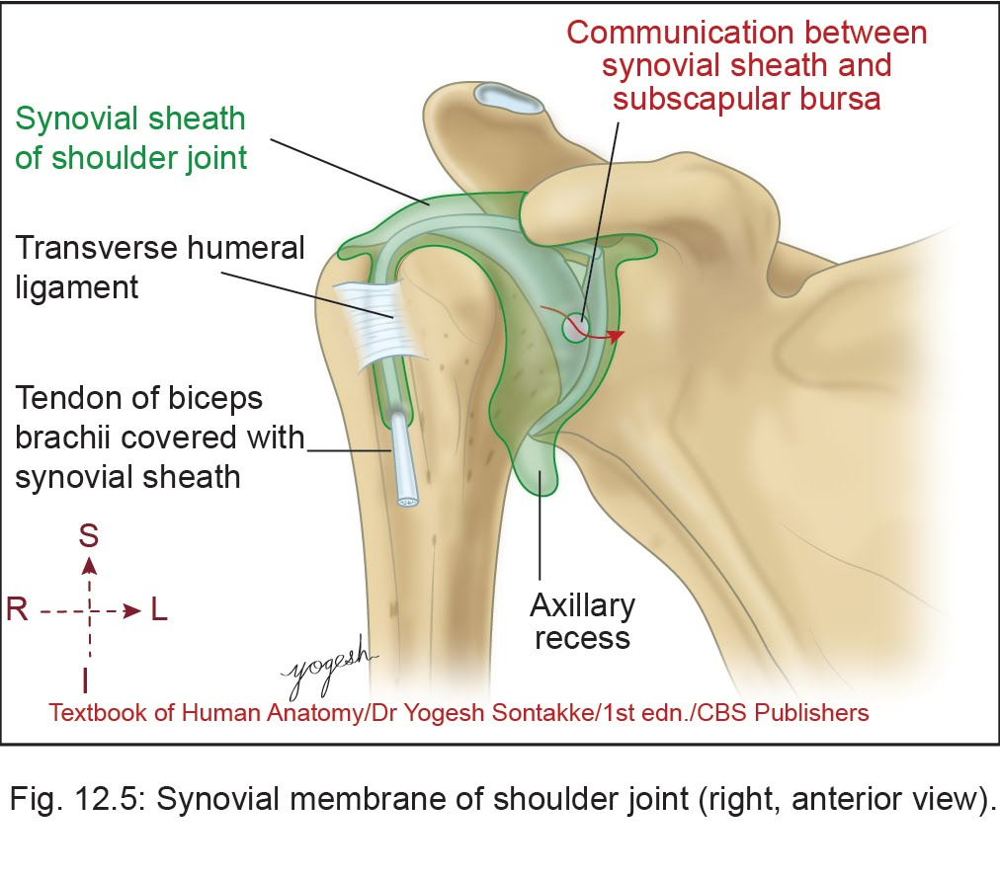 Communication between
synovial sheath and
subscapular bursa
Synovial sheath
of shoulder joint
Transverse humeral
ligament
Tendon of biceps
brachii covered with
synovial sheath
S
R
L
I
Axillary
recess
yogesh
Textbook of Human Anatomy/Dr Yogesh Sontakke/1st edn./CBS Publishers
Fig. 12.5: Synovial membrane of shoulder joint (right, anterior view).